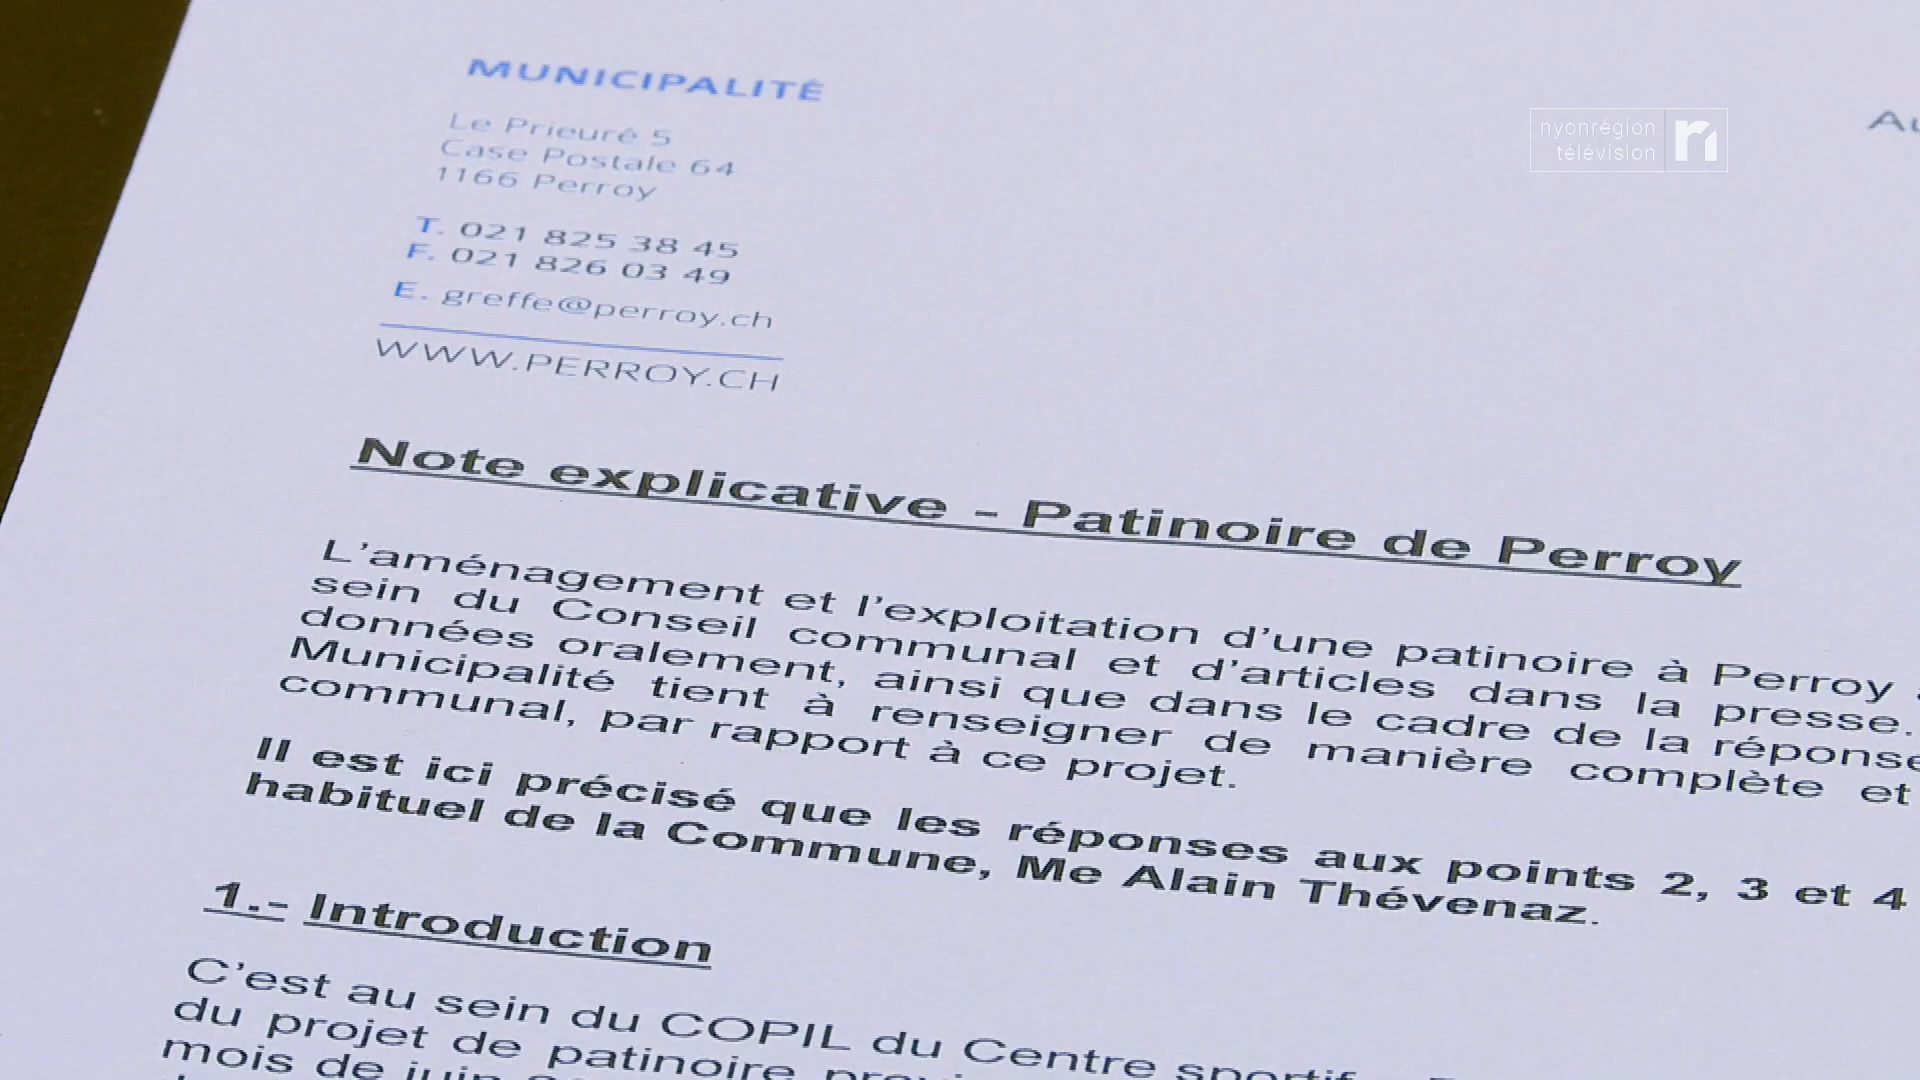 MUNICIPALITÉ
Le Prieuré 5
Case Postale 64
1166 Perroy
T. 021 825 38 45
F. 021 826 03 49
E. greffe@perroy.ch
WWW.PERROY.CH
nyonrégion
télévision
Au
Note explicative - Patinoire de Perroy
L'aménagement et l'exploitation d'une patinoire à Perroy
sein du Conseil communal et d'articles dans la presse.
données oralement, ainsi que dans le cadre de la réponse
Municipalité tient à renseigner de manière complète et
communal, par rapport à ce projet.
Il est ici précisé que les réponses aux points 2, 3 et 4
habituel de la Commune, Me Alain Thévenaz.
1.- Introduction
C'est au sein du COPIL du Centre sportif
du projet de patinoire
mois de juin